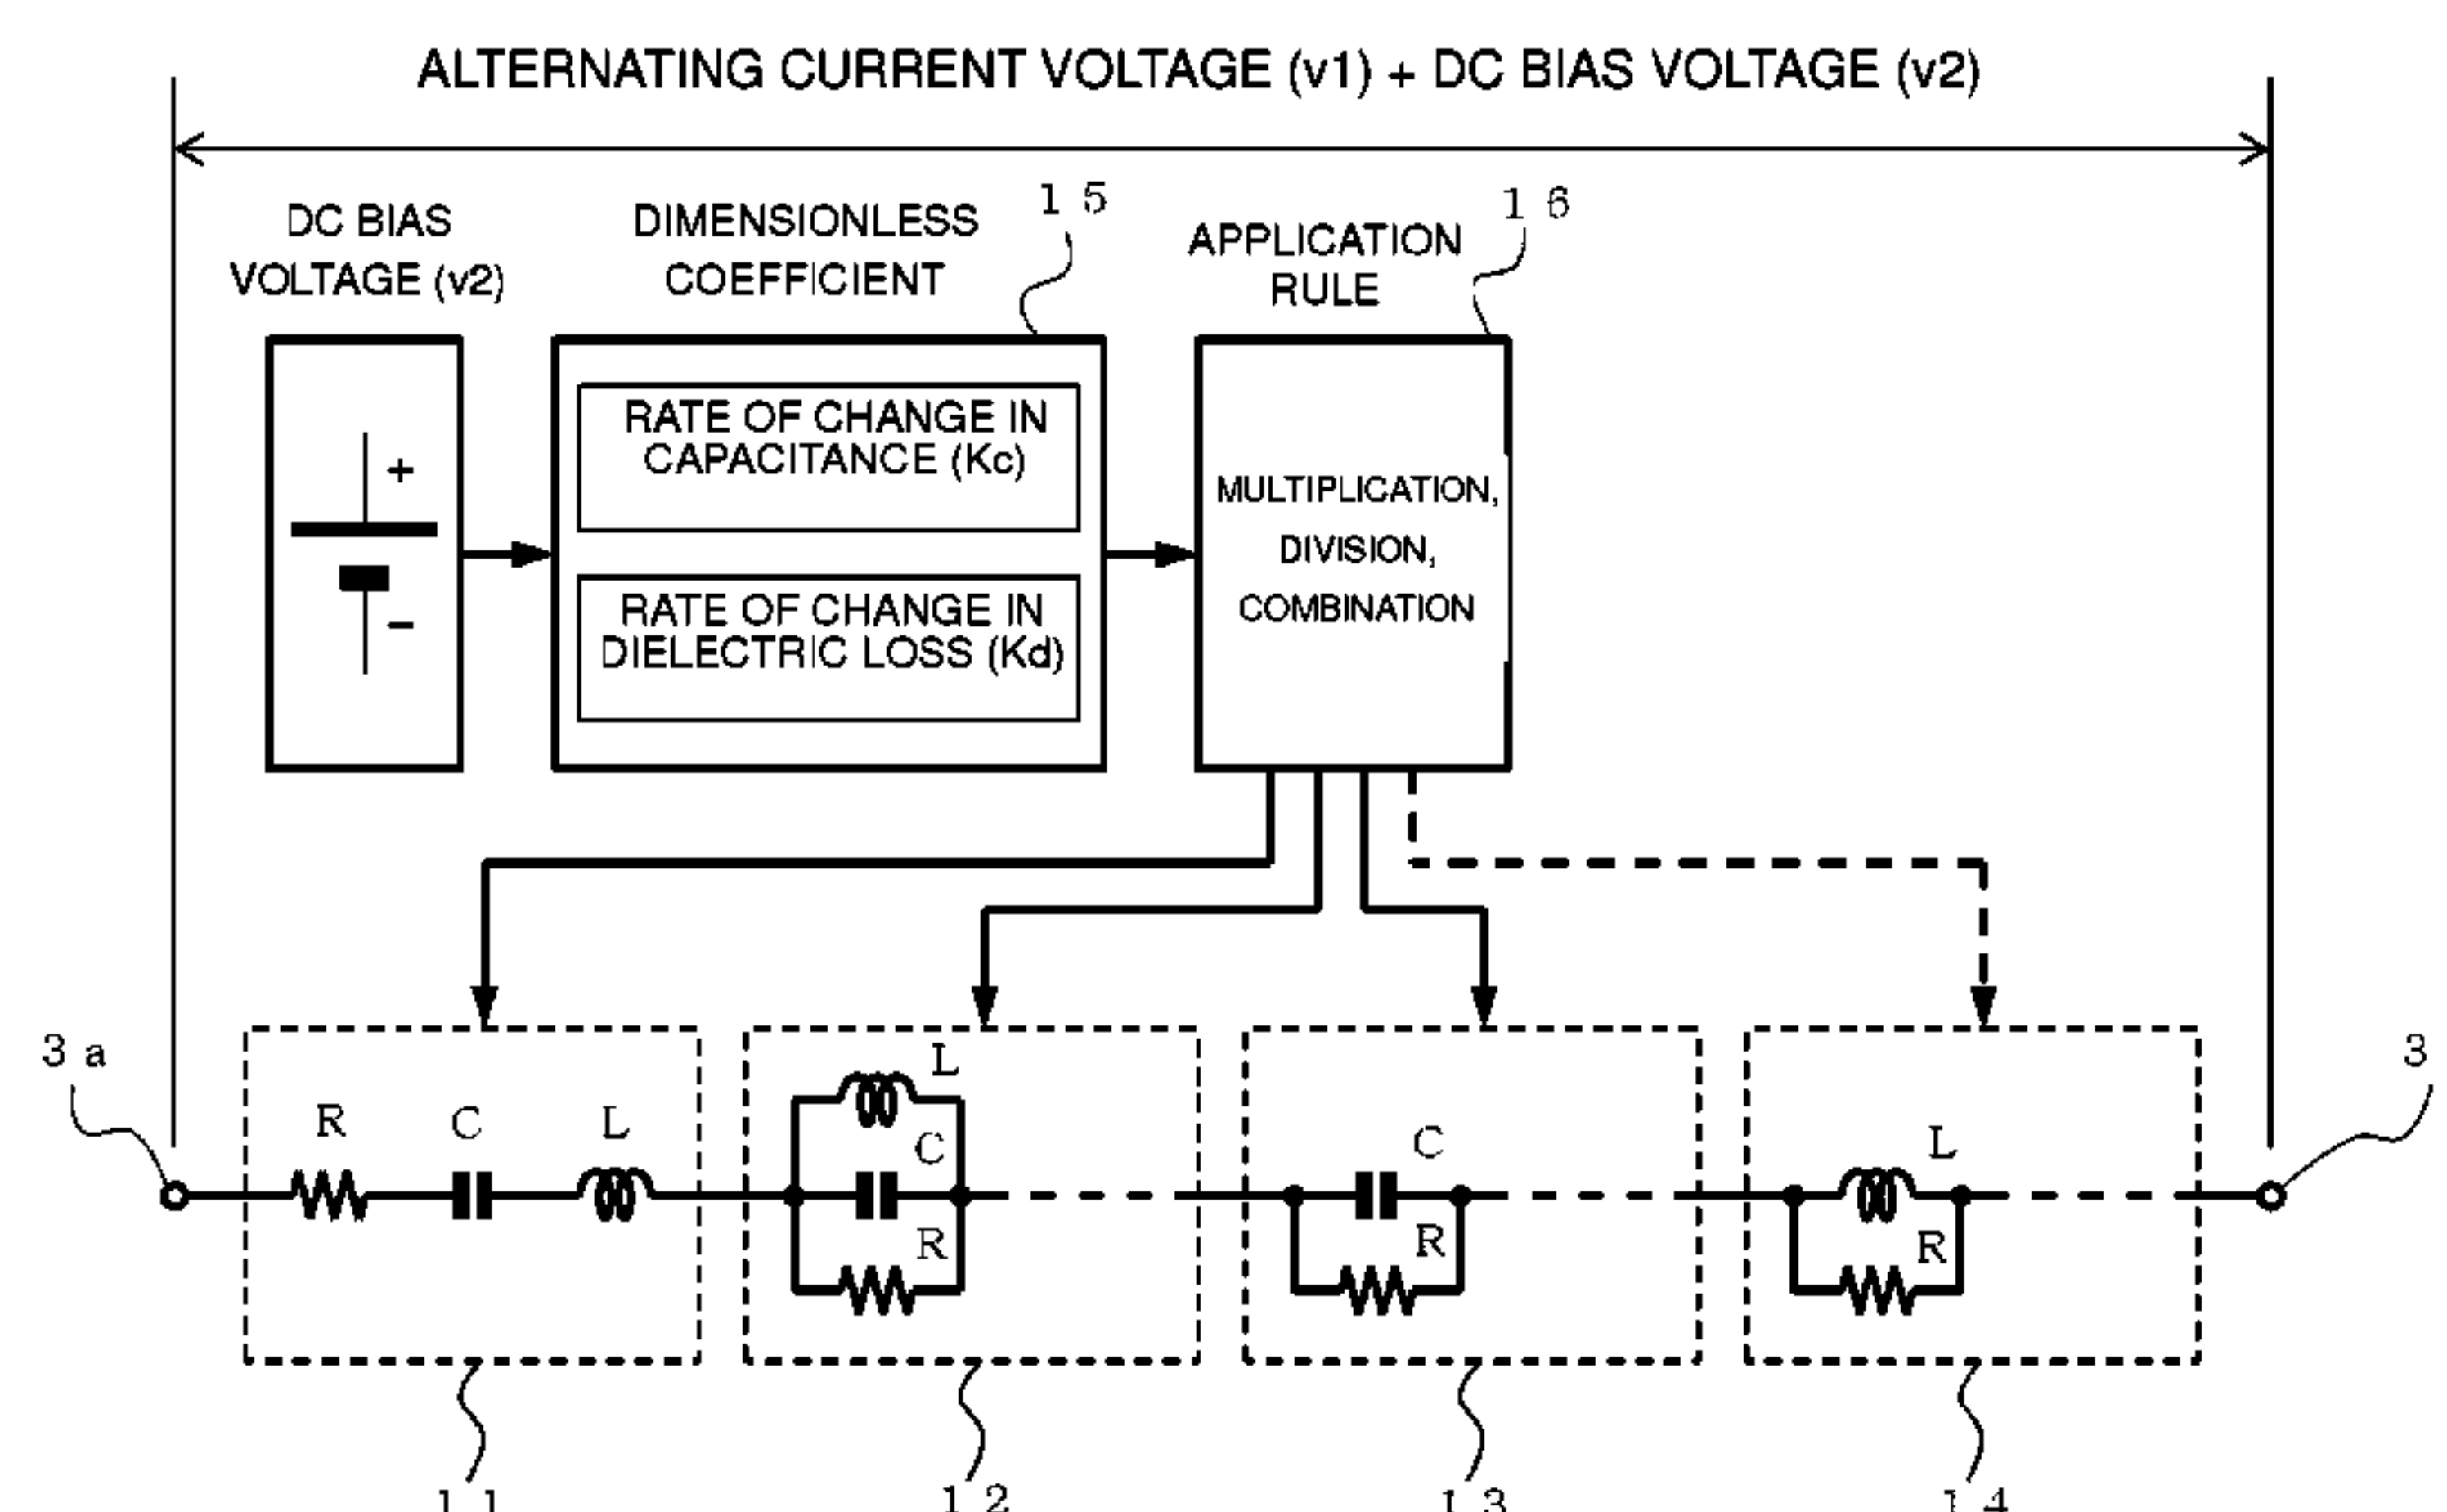 ALTERNATING CURRENT VOLTAGE (v1) + DC BIAS VOLTAGE (v2)
DC BIAS
VOLTAGE (v2)
DIMENSIONLESS
COEFFICIENT
15
APPLICATION
RULE
16
+
−
RATE OF CHANGE IN
CAPACITANCE (Kc)
RATE OF CHANGE IN
DIELECTRIC LOSS (Kd)
MULTIPLICATION,
DIVISION,
COMBINATION
3a
R C L
L
C
R
C
R
L
R
3
11
12
13
14